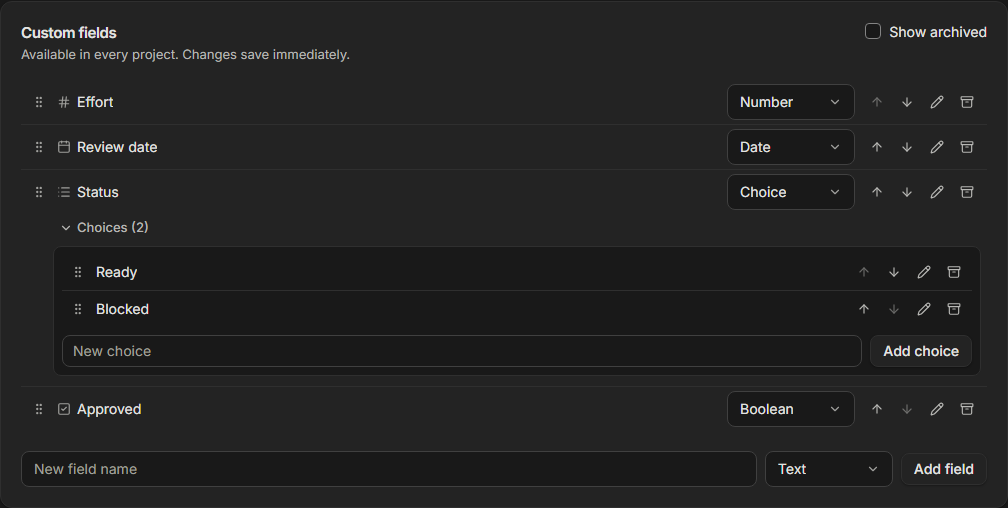 Custom fields
Show archived
Available in every project. Changes save immediately.
Effort
Number
Review date
Date
Status
Choice
Choices (2)
Ready
Blocked
New choice
Add choice
Approved
Boolean
New field name
Text
Add field